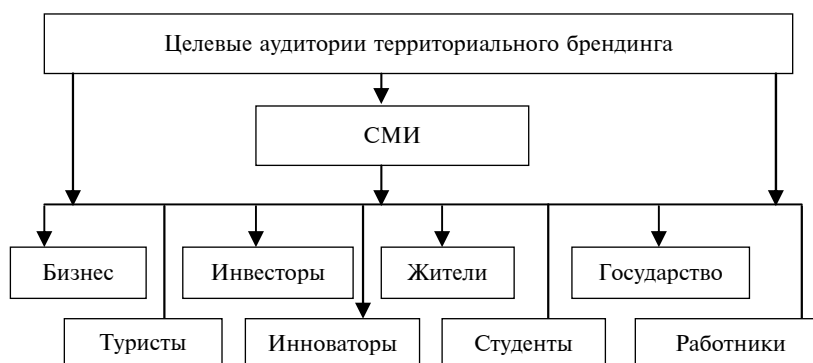 Целевые аудитории территориального брендинга
СМИ
Бизнес
Инвесторы
Жители
Государство
Туристы
Инноваторы
Студенты
Работники